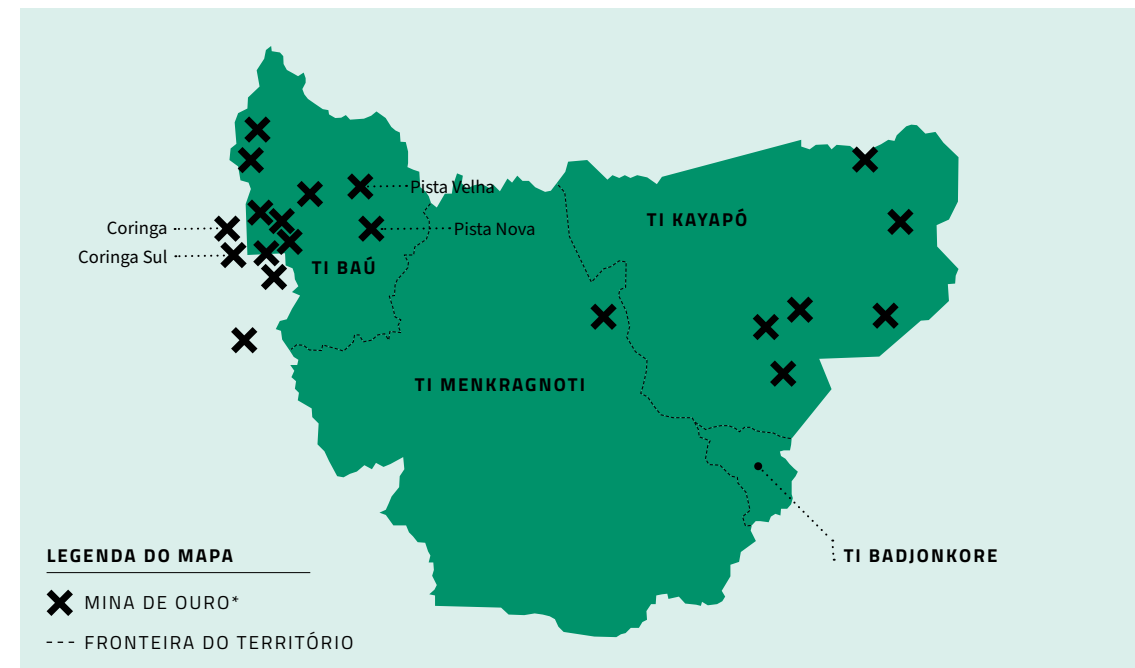 Pista Velha
TI KAYAPÓ
Coringa
Pista Nova
Coringa Sul
TI BAÚ
TI MENKRAGNOTI
LEGENDA DO MAPA
TI BADJONKORE
MINA DE OURO*
FRONTEIRA DO TERRITÓRIO